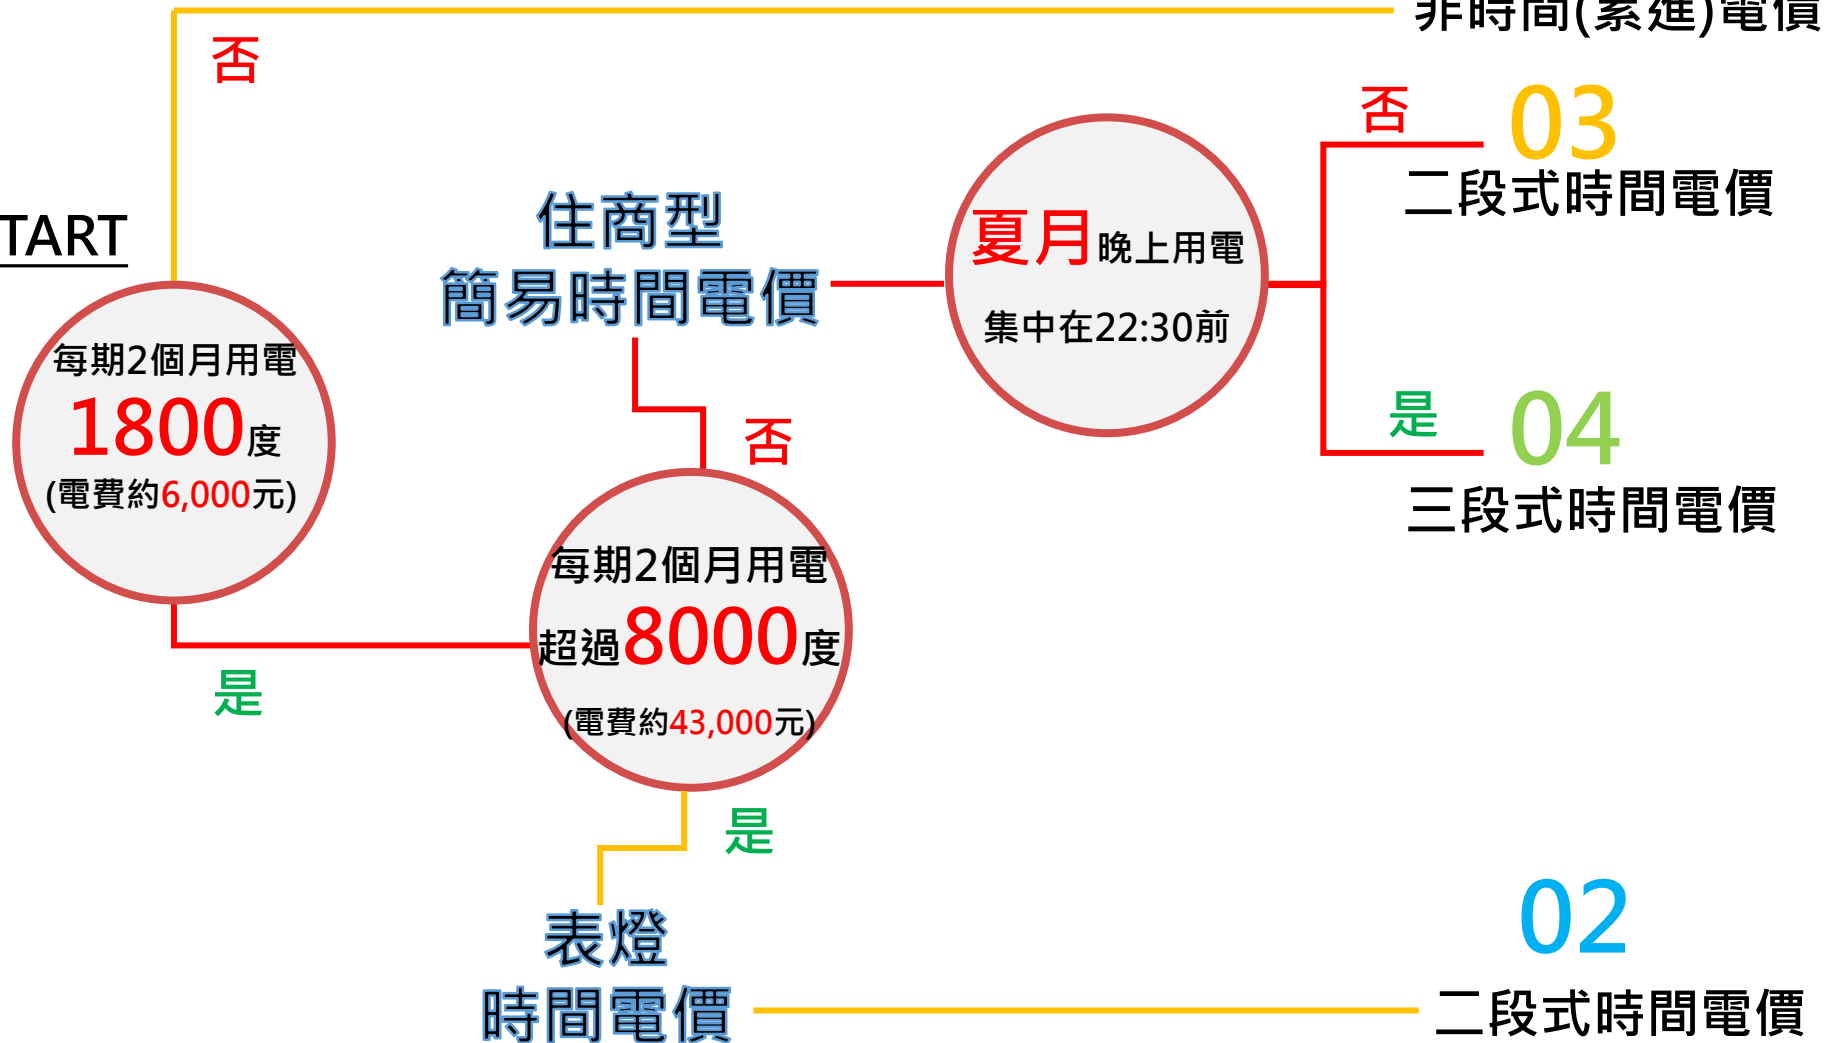 非時間(累進)電價
否
否
03
二段式時間電價
TART
住商型
簡易時間電價
夏月晚上用電
集中在22:30前
每期2個月用電
1800度
(電費約6,000元)
是
04
三段式時間電價
否
每期2個月用電
超過8000度
(電費約43,000元)
是
是
表燈
時間電價
02
二段式時間電價